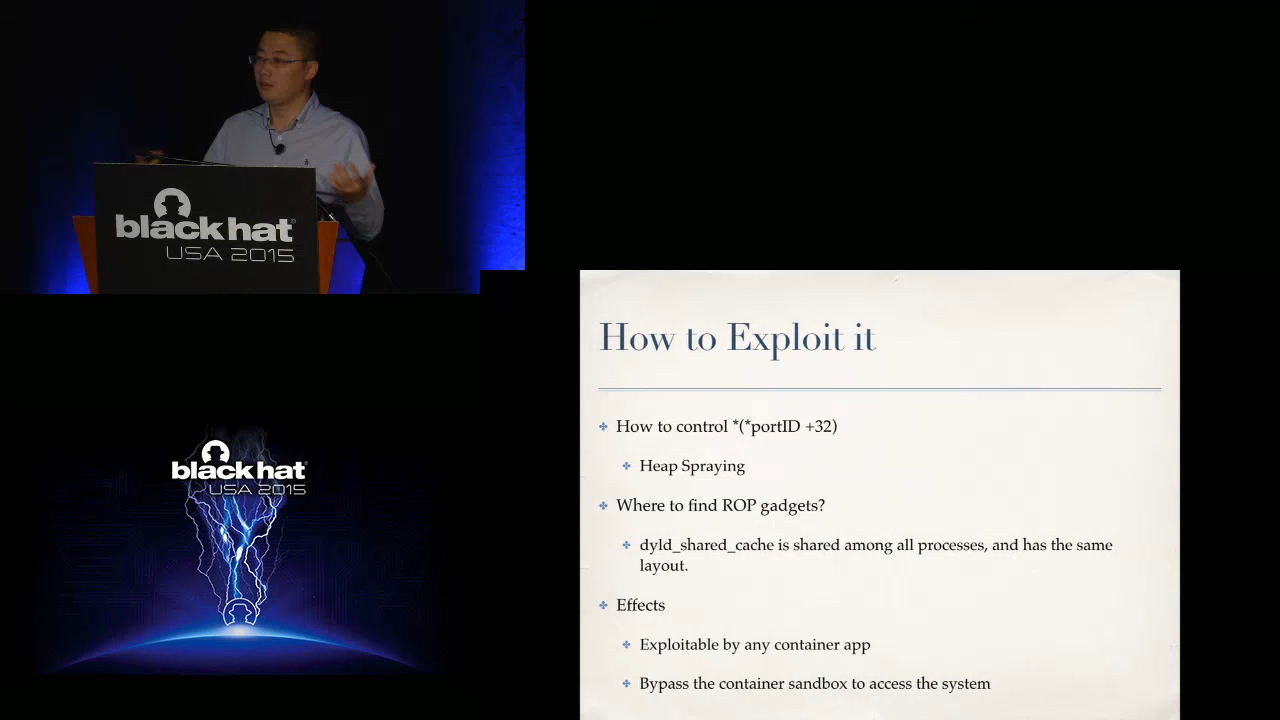 black hat
USA 2015
How to Exploit it
How to control *(*portID +32)
Heap Spraying
Where to find ROP gadgets?
dyld_shared_cache is shared among all processes, and has the same
layout.
Effects
Exploitable by any container app
Bypass the container sandbox to access the system
black hat
USA 2015